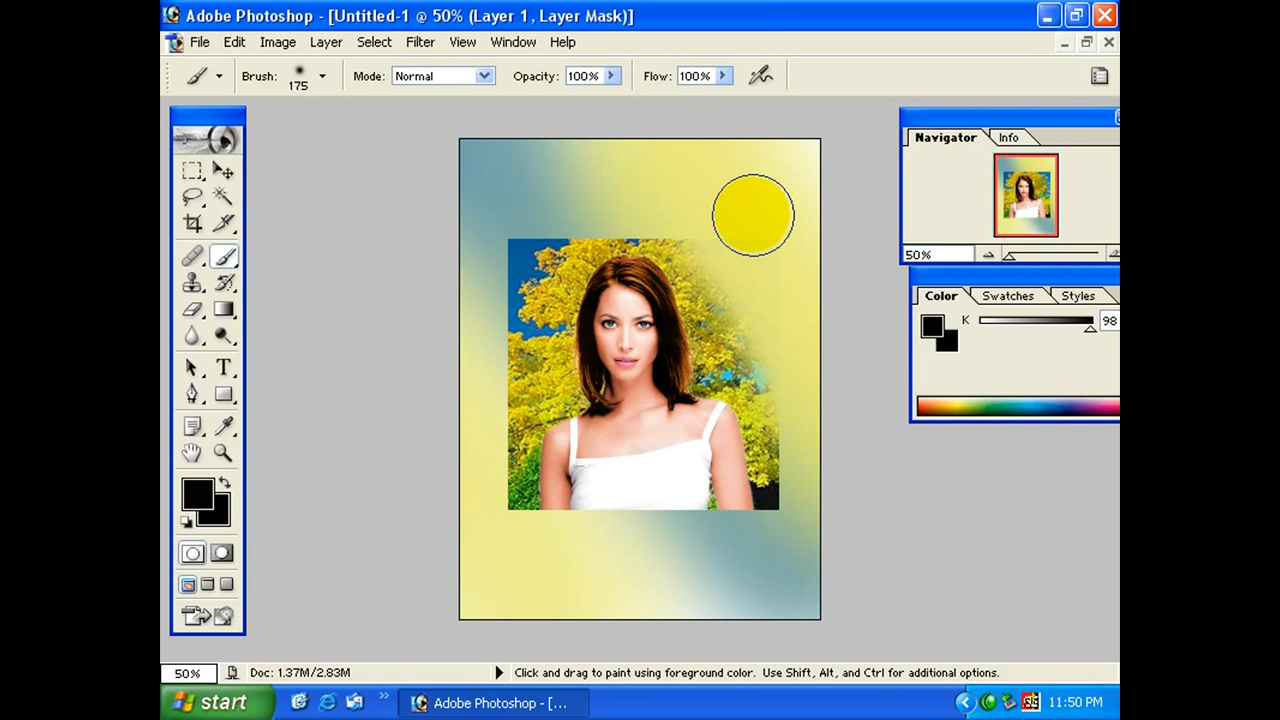 Adobe Photoshop - [Untitled-1 @ 50% (Layer 1, Layer Mask)]
File Edit Image Layer Select Filter View Window Help
Brush: 175 Mode: Normal Opacity: 100% Flow: 100%
Navigator Info
50%
Color Swatches Styles
K 98
T
50% Doc: 1.37M/2.83M Click and drag to paint using foreground color. Use Shift, Alt, and Ctrl for additional options.
start Adobe Photoshop - [... 11:50 PM